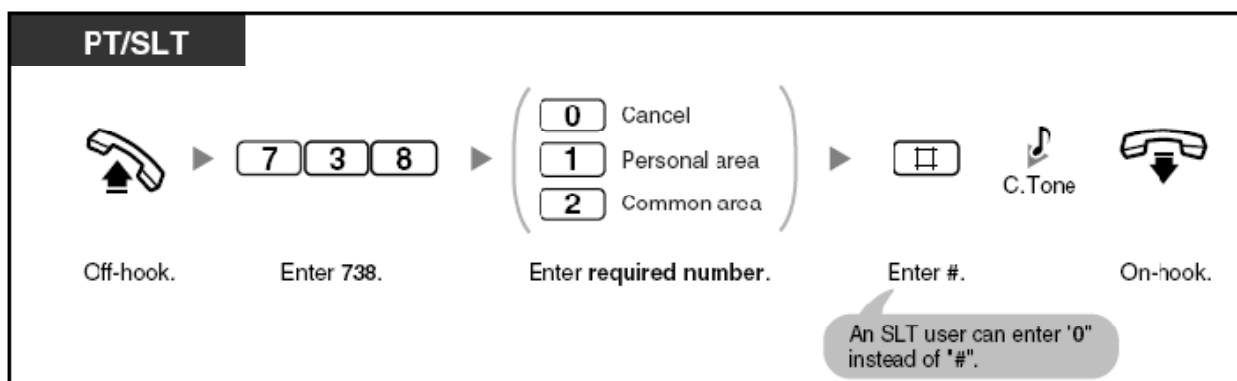 PT/SLT
7 3 8
0 Cancel
1 Personal area
2 Common area
#
C.Tone
Off-hook.
Enter 738.
Enter required number.
Enter #.
On-hook.
An SLT user can enter '0"
instead of "#".